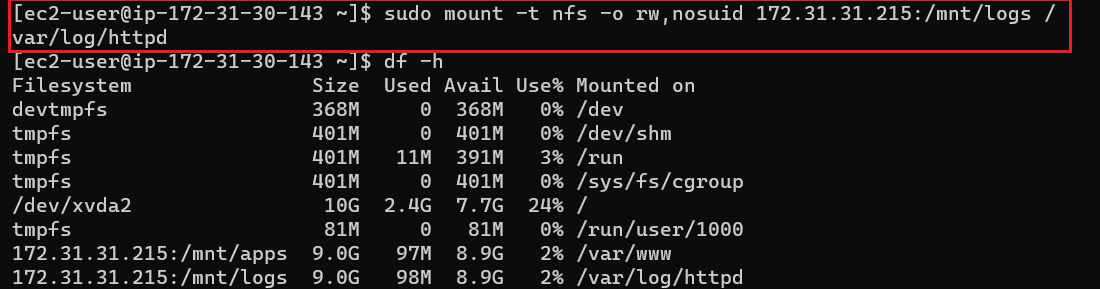 [ec2-user@ip-172-31-30-143 ~]$ sudo mount -t nfs -o rw,nosuid 172.31.31.215:/mnt/logs /
var/log/httpd
[ec2-user@ip-172-31-30-143 ~]$ df -h
Filesystem               Size  Used Avail Use% Mounted on
devtmpfs                 368M     0  368M   0% /dev
tmpfs                    401M     0  401M   0% /dev/shm
tmpfs                    401M   11M  391M   3% /run
tmpfs                    401M     0  401M   0% /sys/fs/cgroup
/dev/xvda2                10G  2.4G  7.7G  24% /
tmpfs                     81M     0   81M   0% /run/user/1000
172.31.31.215:/mnt/apps  9.0G   97M  8.9G   2% /var/www
172.31.31.215:/mnt/logs  9.0G   98M  8.9G   2% /var/log/httpd